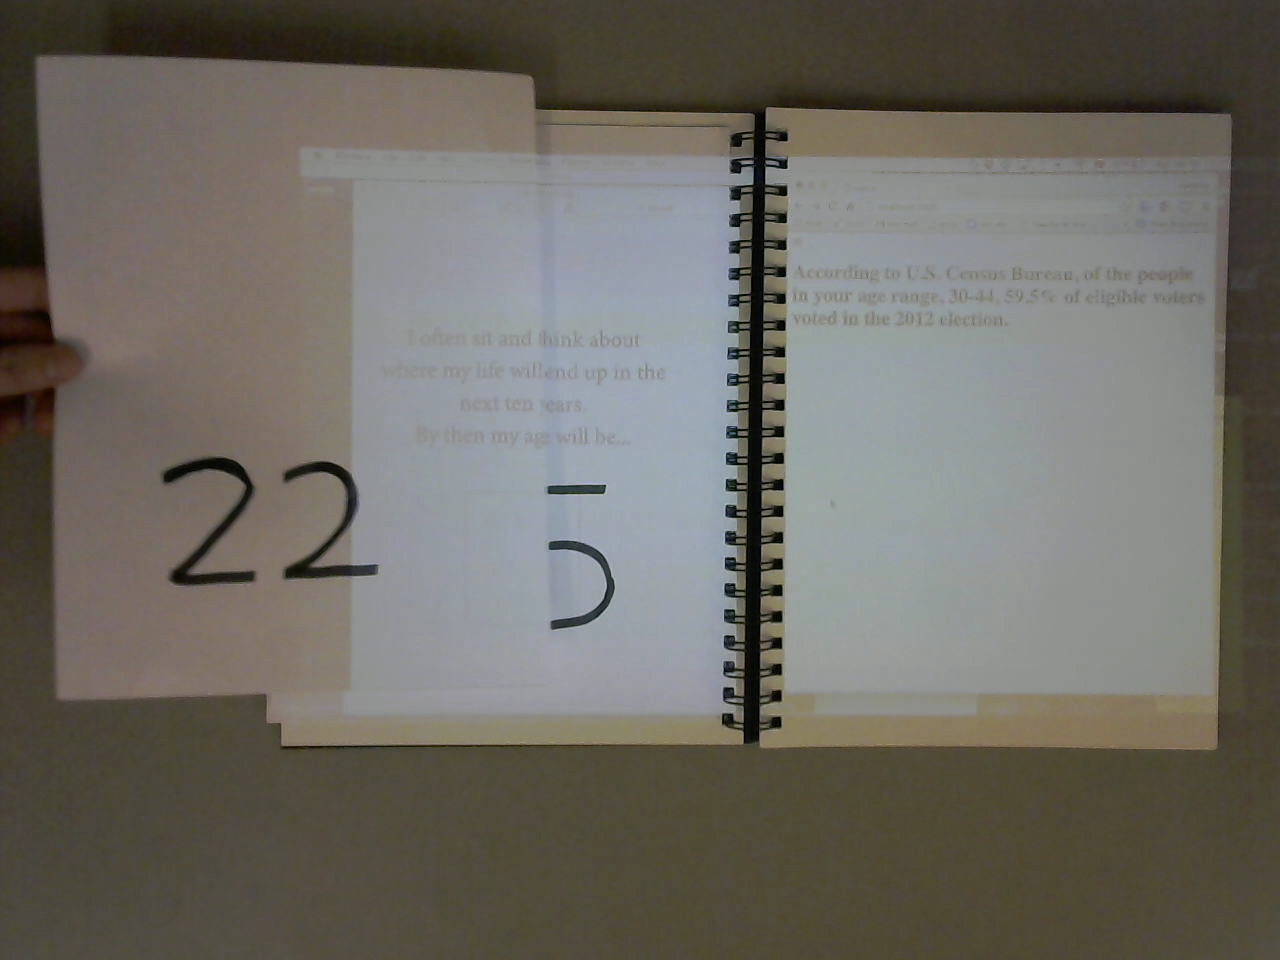 I often sit and think about
where my life will end up in the
next ten years.
By then my age will be...
22
According to U.S. Census Bureau, of the people
in your age range, 30-44, 59.5% of eligible voters
voted in the 2012 election.